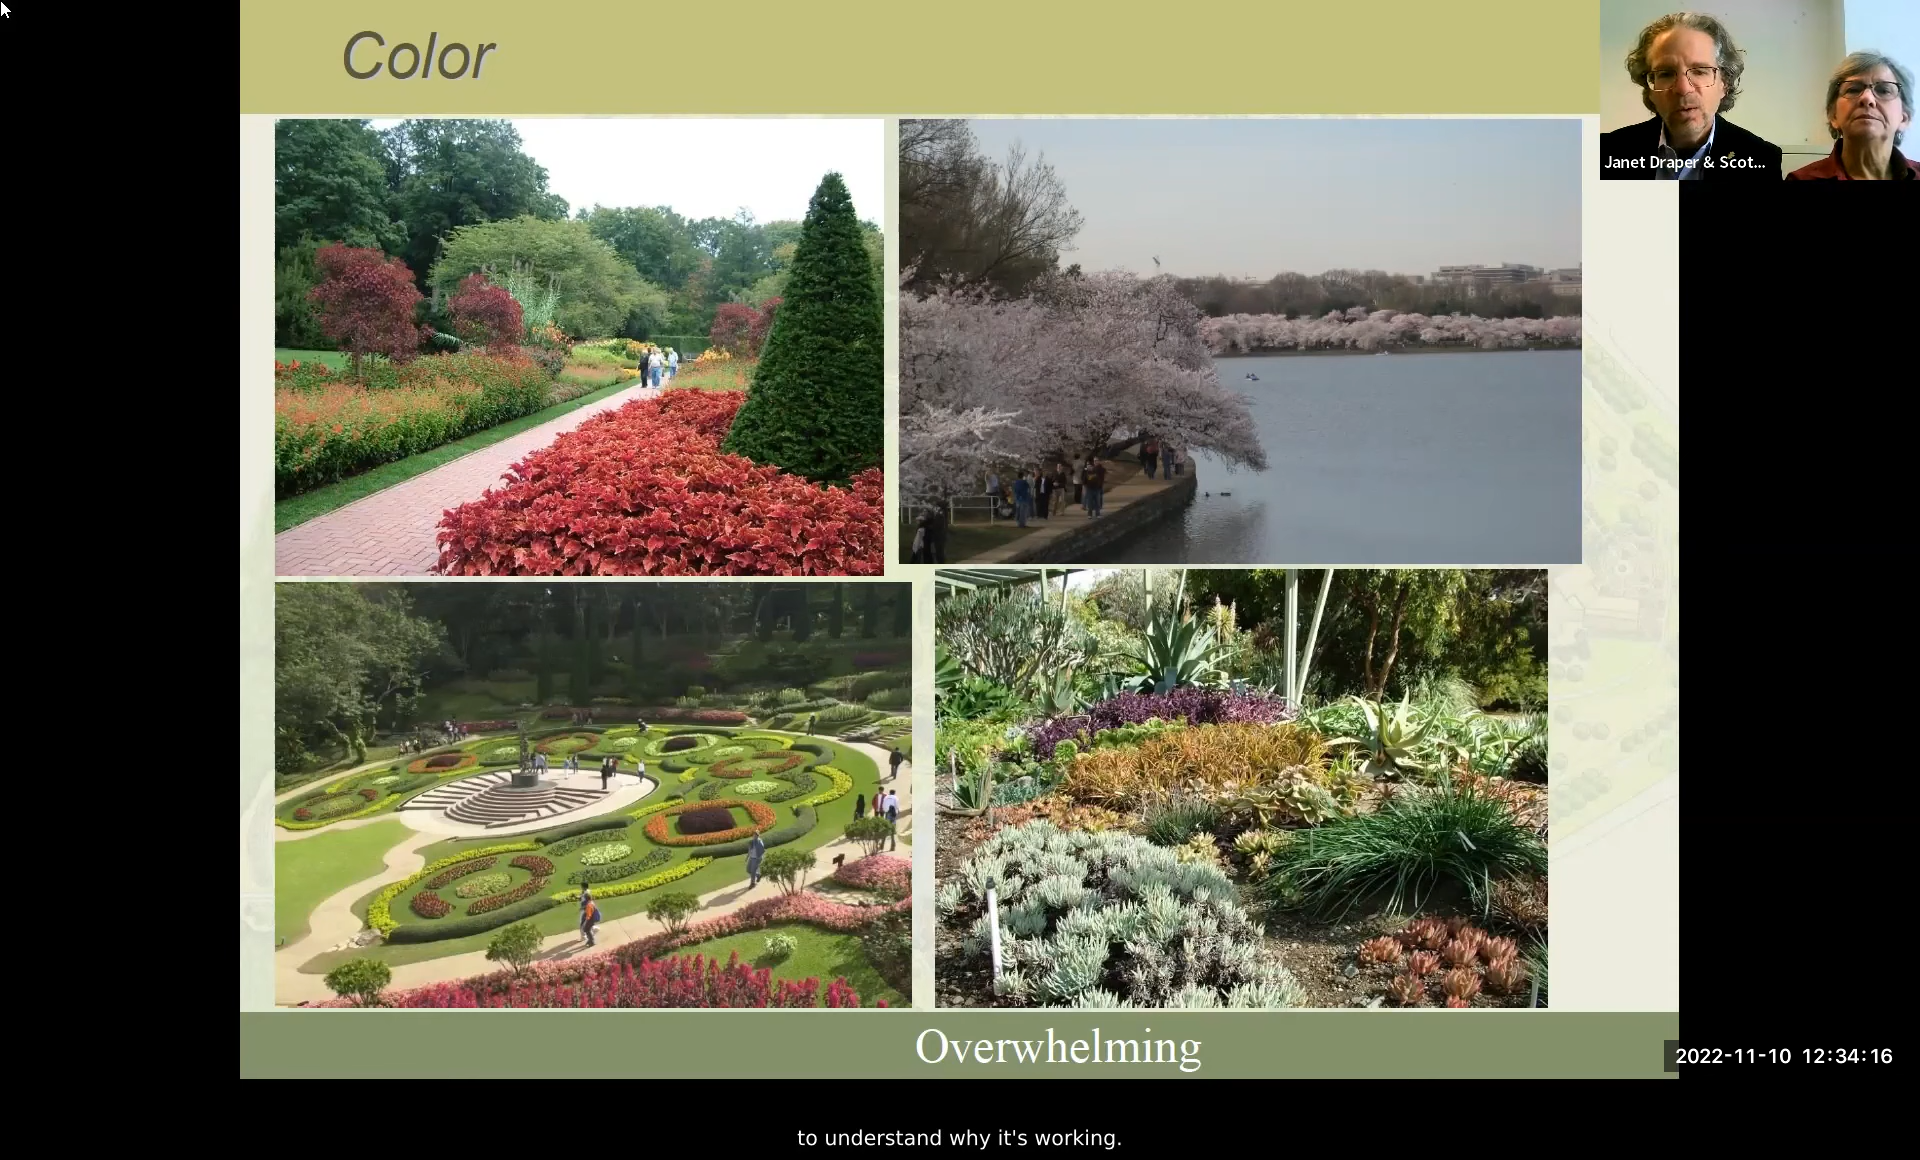 Color
Janet Draper & Scot...
Overwhelming
2022-11-10 12:34:16
to understand why it's working.